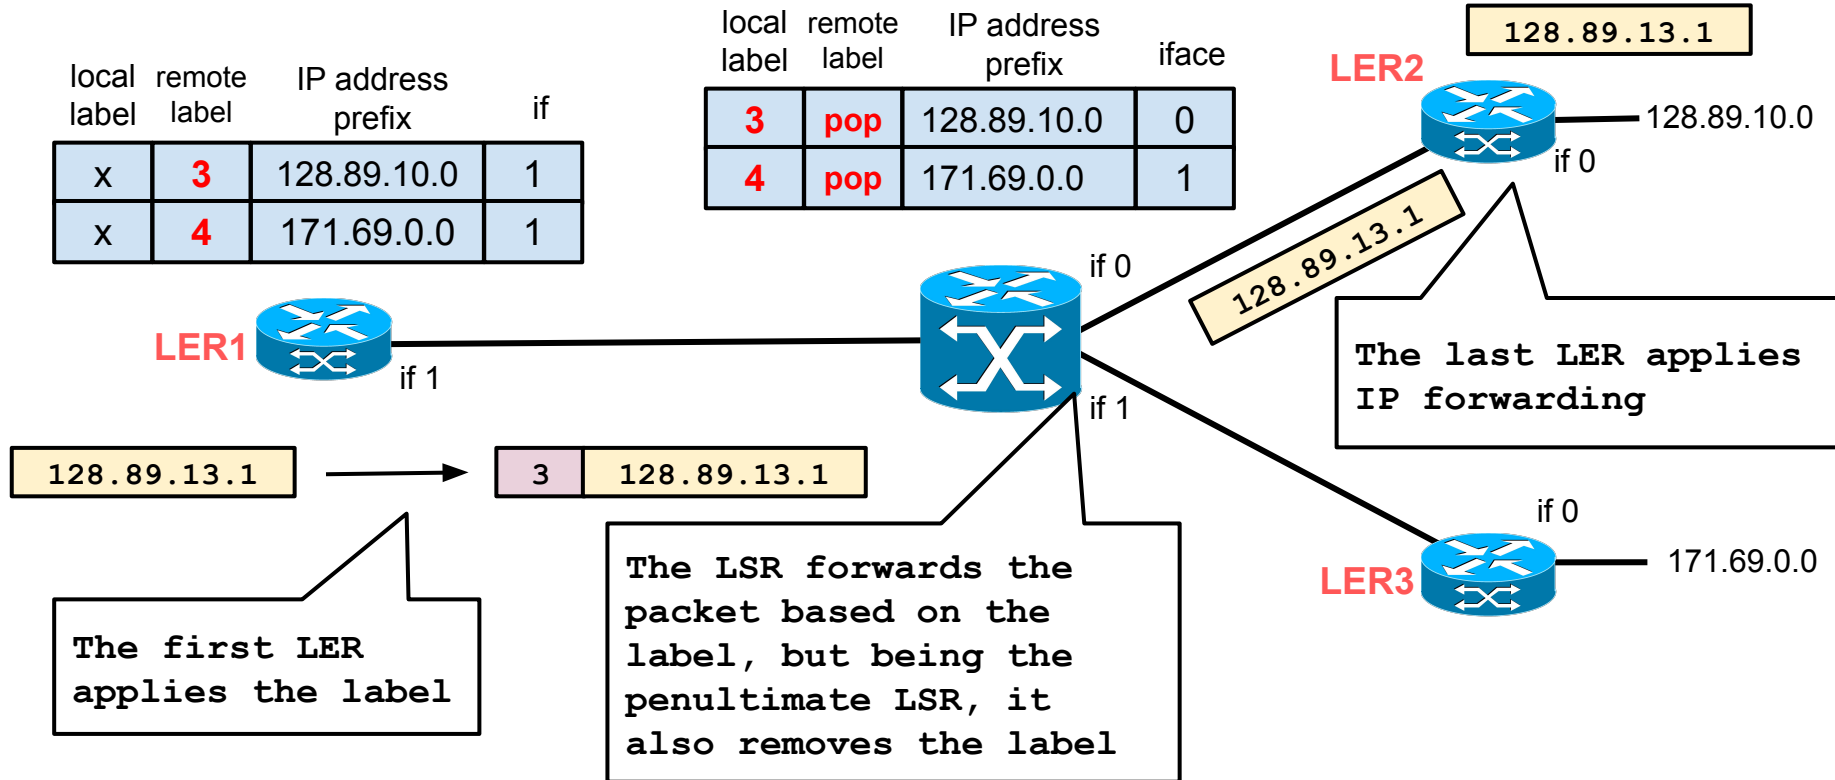 local remote IP address if
label label prefix
x 3 128.89.10.0 1
x 4 171.69.0.0 1
local remote IP address iface
label label prefix
3 pop 128.89.10.0 0
4 pop 171.69.0.0 1
128.89.13.1
LER2
128.89.10.0
if 0
128.89.13.1
if 0
LER1
if 1
if 1
The last LER applies
IP forwarding
128.89.13.1
3 128.89.13.1
if 0
LER3
171.69.0.0
The first LER
applies the label
The LSR forwards the
packet based on the
label, but being the
penultimate LSR, it
also removes the label